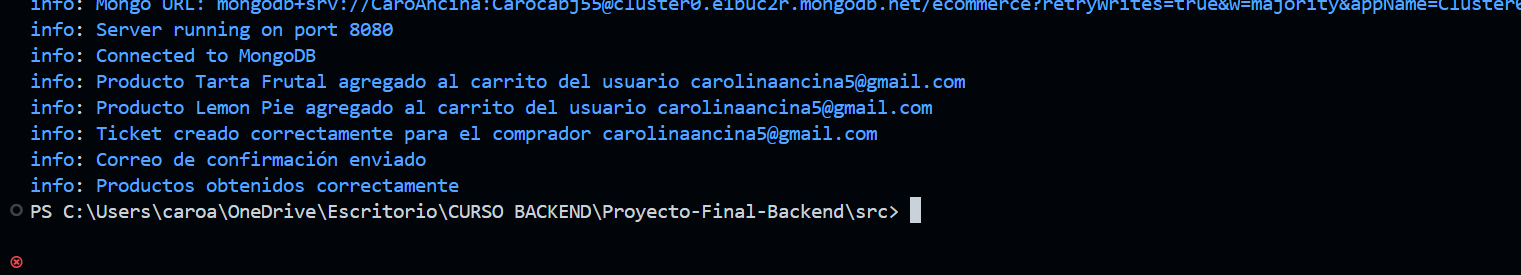 info: Mongo URL: mongodb+srv://CaroAncina:Carocabj55@cluster0.e1buc2r.mongodb.net/ecommerce?retryWrites=true&w=majority&appName=Cluster0
info: Server running on port 8080
info: Connected to MongoDB
info: Producto Tarta Frutal agregado al carrito del usuario carolinaancina5@gmail.com
info: Producto Lemon Pie agregado al carrito del usuario carolinaancina5@gmail.com
info: Ticket creado correctamente para el comprador carolinaancina5@gmail.com
info: Correo de confirmación enviado
info: Productos obtenidos correctamente
PS C:\Users\caroa\OneDrive\Escritorio\CURSO BACKEND\Proyecto-Final-Backend\src>